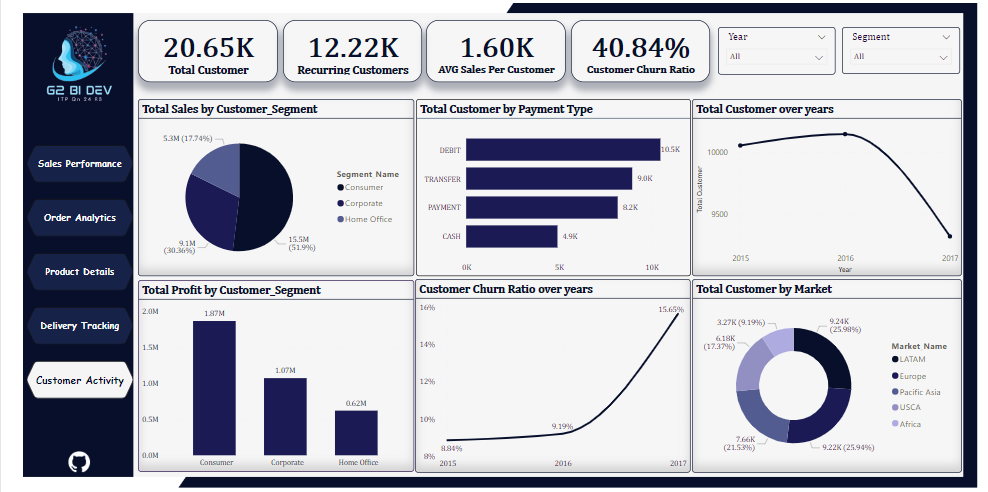 G2 BI DEV
ITP Qn 24 R3
Sales Performance
Order Analytics
Product Details
Delivery Tracking
Customer Activity
20.65K
Total Customer
12.22K
Recurring Customers
1.60K
AVG Sales Per Customer
40.84%
Customer Churn Ratio
Year
All
Segment
All
Total Sales by Customer_Segment
5.3M (17.74%)
9.1M
(30.36%)
15.5M
(51.9%)
Segment Name
Consumer
Corporate
Home Office
Total Customer by Payment Type
DEBIT
10.5K
TRANSFER
9.0K
PAYMENT
8.2K
CASH
4.9K
0K
5K
10K
Total Customer over years
Total Customer
10000
9500
2015
2016
2017
Year
Total Profit by Customer_Segment
2.0M
1.5M
1.0M
0.5M
0.0M
1.87M
1.07M
0.62M
Consumer
Corporate
Home Office
Customer Churn Ratio over years
16%
14%
12%
10%
8%
8.84%
9.19%
15.65%
2015
2016
2017
Total Customer by Market
3.27K (9.19%)
6.18K
(17.37%)
7.66K
(21.53%)
9.24K
(25.98%)
9.22K (25.94%)
Market Name
LATAM
Europe
Pacific Asia
USCA
Africa